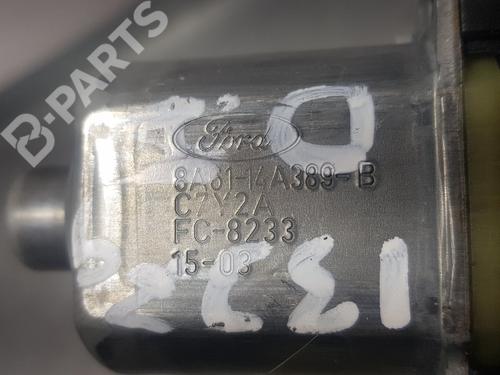 B-PARTS
Ford
8A61-14A389-B
C7Y2A
FC-8233
15-03